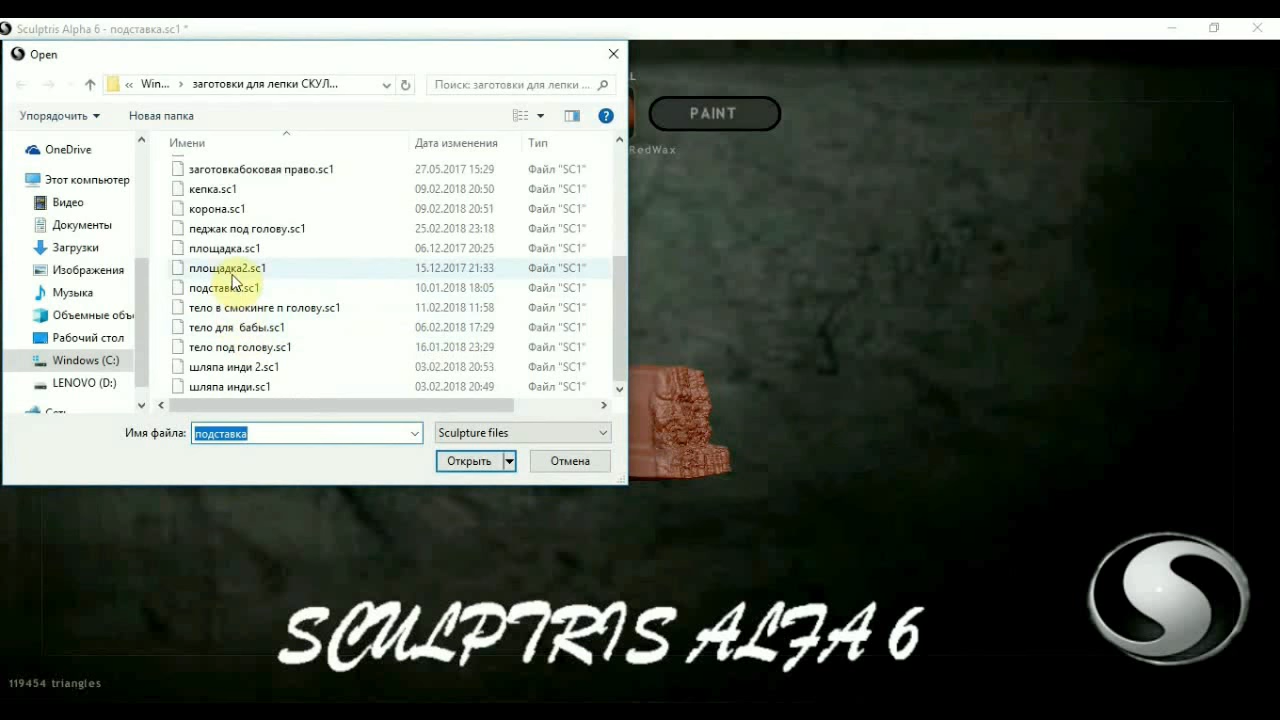 Sculptris Alpha 6 - подставка.sc1 *
Open
« Win... › заготовки для лепки СКУЛ...
Поиск: заготовки для лепки ...
L
PAINT
Упорядочить
Новая папка
RedWax
Имени
Дата изменения
Тип
OneDrive
Этот компьютер
Видео
Документы
Загрузки
Изображения
Музыка
Объемные объ
Рабочий стол
Windows (C:)
LENOVO (D:)
Сеть
заготовкабоковая право.sc1 27.05.2017 15:29 Файл "SC1"
кепка.sc1 09.02.2018 20:50 Файл "SC1"
корона.sc1 09.02.2018 20:51 Файл "SC1"
педжак под голову.sc1 25.02.2018 23:18 Файл "SC1"
площадка.sc1 06.12.2017 20:25 Файл "SC1"
площадка2.sc1 15.12.2017 21:33 Файл "SC1"
подставка.sc1 10.01.2018 18:05 Файл "SC1"
тело в смокинге п голову.sc1 11.02.2018 11:58 Файл "SC1"
тело для бабы.sc1 06.02.2018 17:29 Файл "SC1"
тело под голову.sc1 16.01.2018 23:29 Файл "SC1"
шляпа инди 2.sc1 03.02.2018 20:53 Файл "SC1"
шляпа инди.sc1 03.02.2018 20:49 Файл "SC1"
Имя файла: подставка
Sculpture files
Открыть
Отмена
SCULPTRIS ALFA 6
119454 triangles